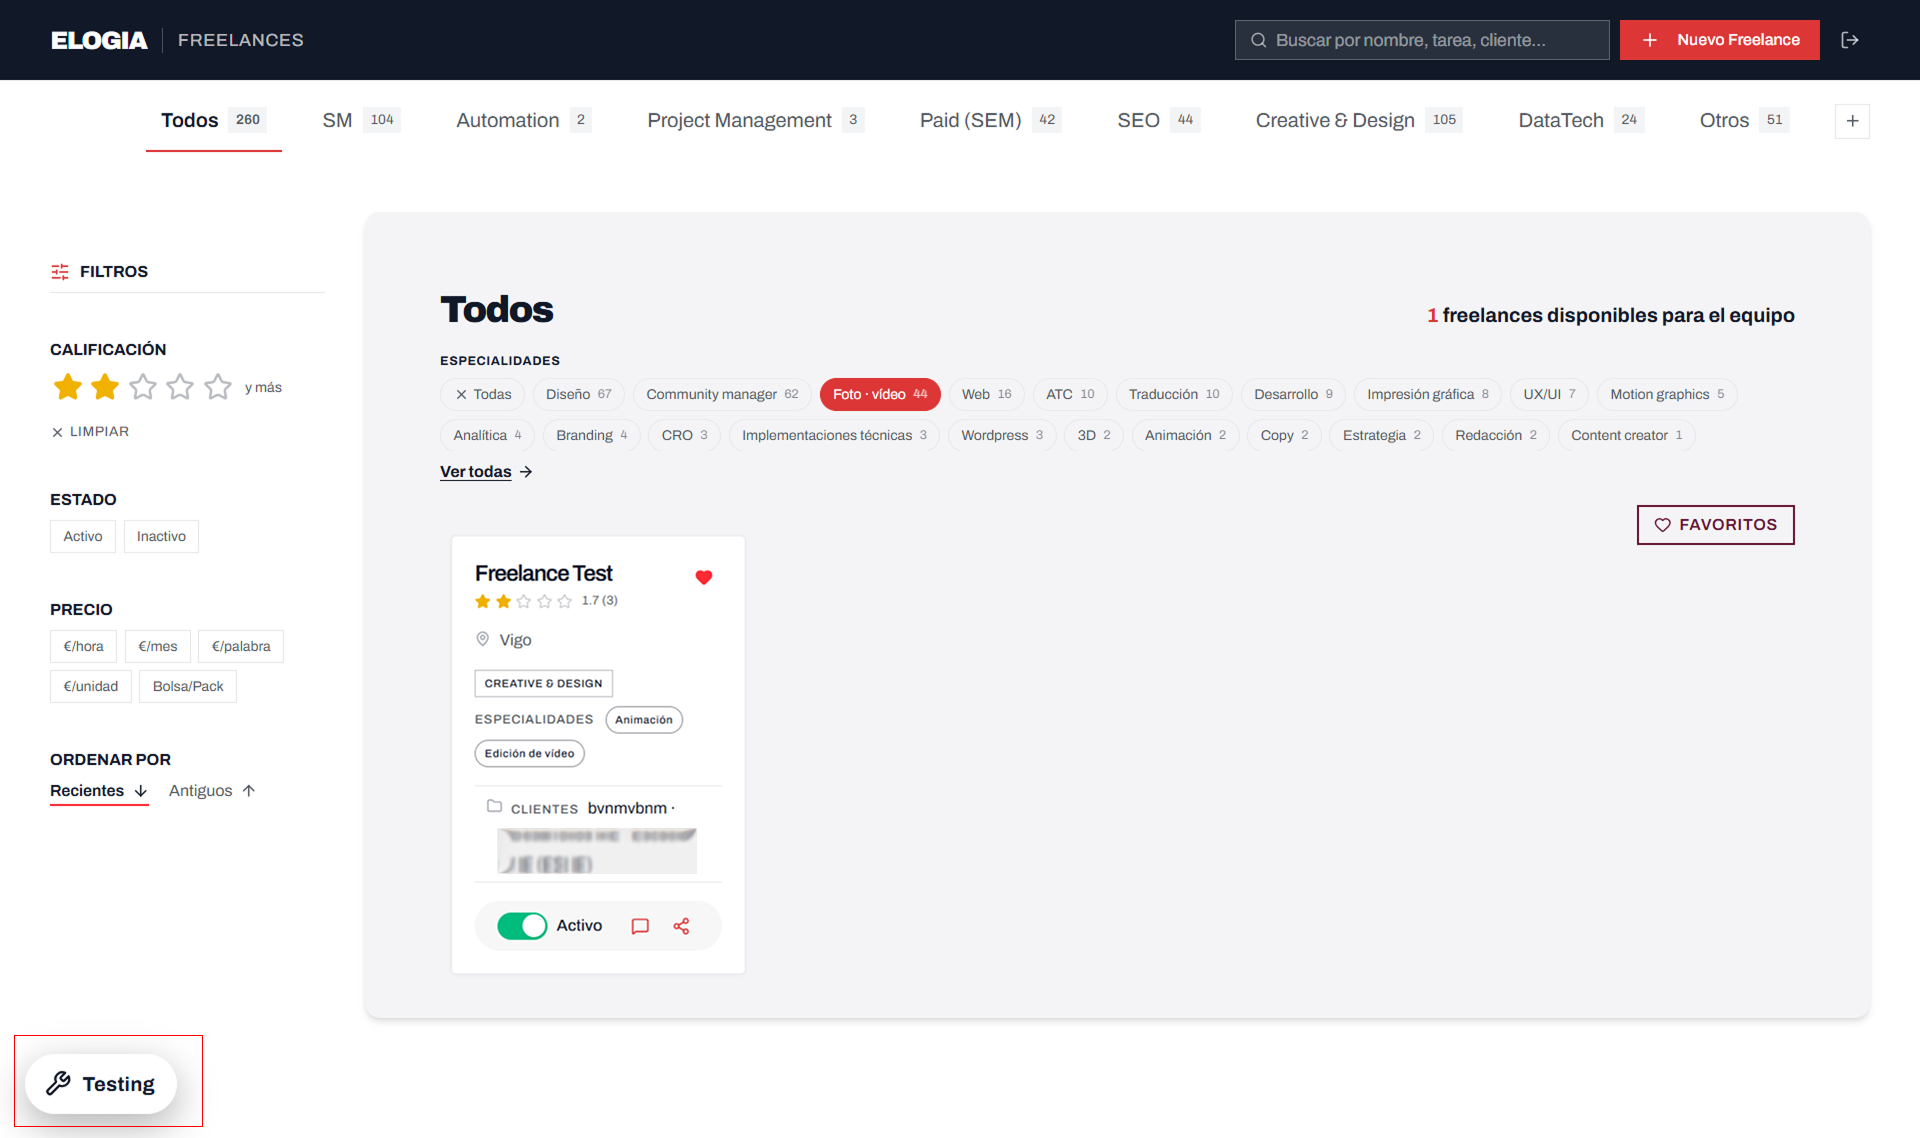 ELOGIA FREELANCES Buscar por nombre, tarea, cliente... Nuevo Freelance
Todos 260 SM 104 Automation 2 Project Management 3 Paid (SEM) 42 SEO 44 Creative & Design 105 DataTech 24 Otros 51
FILTROS
CALIFICACIÓN
y más
LIMPIAR
ESTADO
Activo Inactivo
PRECIO
€/hora €/mes €/palabra
€/unidad Bolsa/Pack
ORDENAR POR
Recientes Antiguos
Todos
1 freelances disponibles para el equipo
ESPECIALIDADES
Todas Diseño 67 Community manager 62 Foto · vídeo 44 Web 16 ATC 10 Traducción 10 Desarrollo 9 Impresión gráfica 8 UX/UI 7 Motion graphics 5
Analítica 4 Branding 4 CRO 3 Implementaciones técnicas 3 Wordpress 3 3D 2 Animación 2 Copy 2 Estrategia 2 Redacción 2 Content creator 1
Ver todas
FAVORITOS
Freelance Test
1.7 (3)
Vigo
CREATIVE & DESIGN
ESPECIALIDADES Animación
Edición de vídeo
CLIENTES bvnmvbnm ·
Activo
Testing